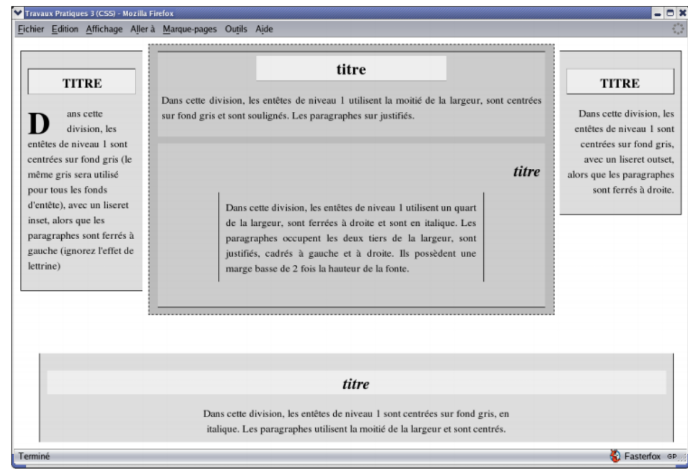 Travaux Pratiques 3 (CSS) - Mozilla Firefox
Fichier Edition Affichage Aller à Marque-pages Outils Aide
TITRE
Dans cette
division, les
entêtes de niveau 1 sont
centrées sur fond gris (le
même gris sera utilisé
pour tous les fonds
d'entête), avec un liseret
inset, alors que les
paragraphes sont ferrés à
gauche (ignorez l'effet de
lettrine)
titre
Dans cette division, les entêtes de niveau 1 utilisent la moitié de la largeur, sont centrées
sur fond gris et sont soulignés. Les paragraphes sur justifiés.
titre
Dans cette division, les entêtes de niveau 1 utilisent un quart
de la largeur, sont ferrées à droite et sont en italique. Les
paragraphes occupent les deux tiers de la largeur, sont
justifiés, cadrés à gauche et à droite. Ils possèdent une
marge basse de 2 fois la hauteur de la fonte.
TITRE
Dans cette division, les
entêtes de niveau 1 sont
centrées sur fond gris,
avec un liseret outset,
alors que les paragraphes
sont ferrés à droite.
titre
Dans cette division, les entêtes de niveau 1 sont centrées sur fond gris, en
italique. Les paragraphes utilisent la moitié de la largeur et sont centrés.
Terminé
Fasterfox GP